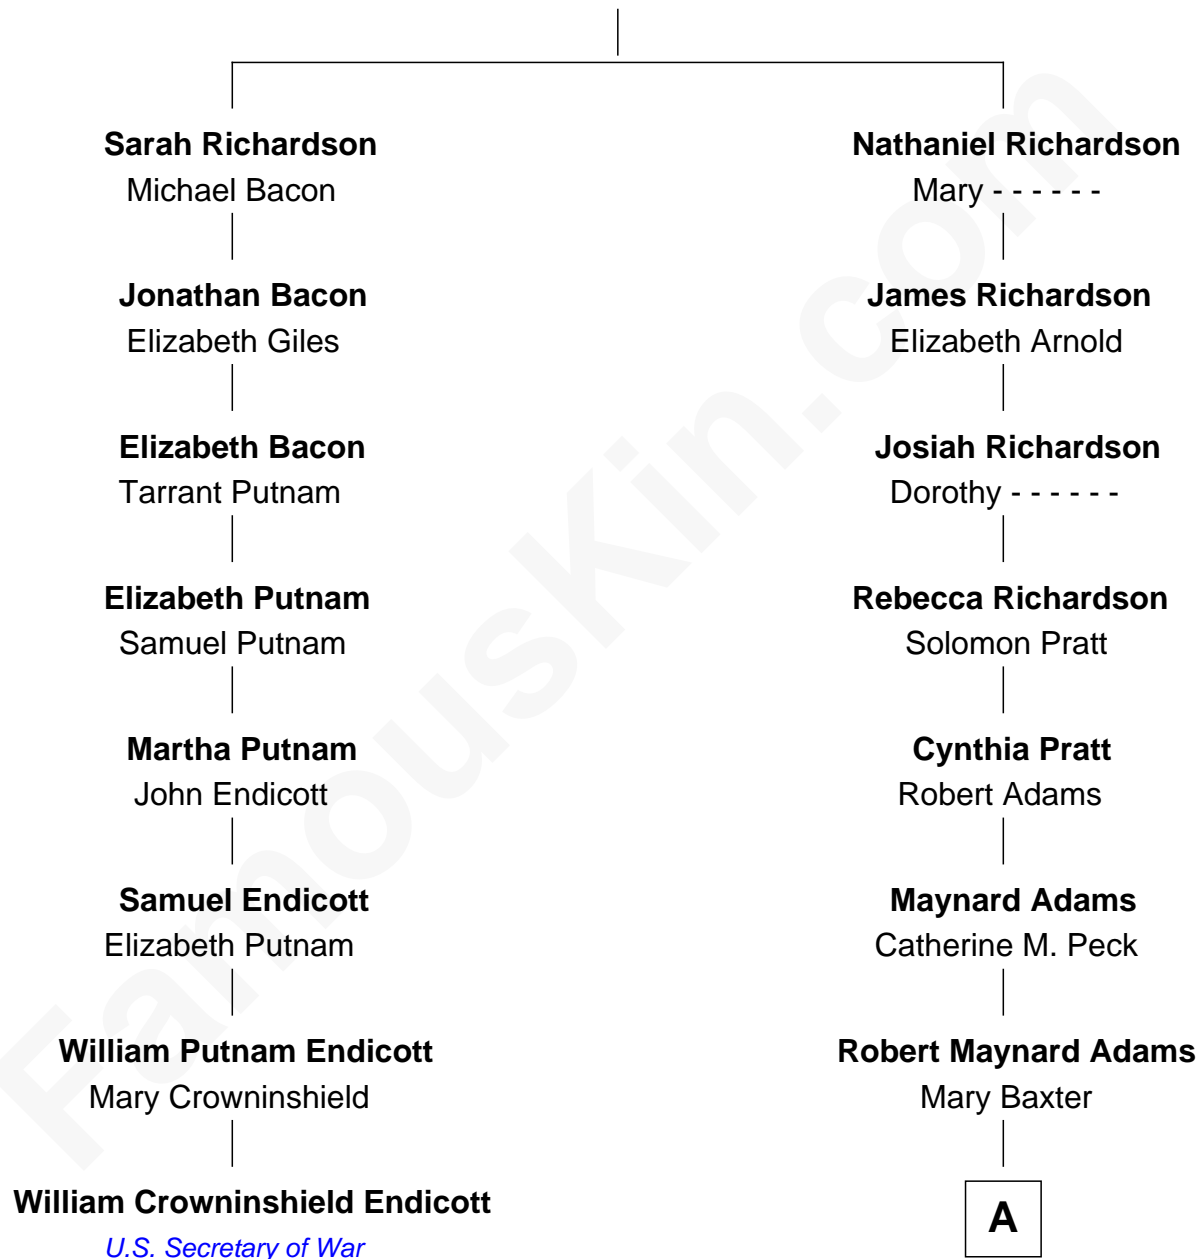 Sarah Richardson
Michael Bacon
Jonathan Bacon
Elizabeth Giles
Elizabeth Bacon
Tarrant Putnam
Elizabeth Putnam
Samuel Putnam
Martha Putnam
John Endicott
Samuel Endicott
Elizabeth Putnam
William Putnam Endicott
Mary Crowninshield
William Crowninshield Endicott
U.S. Secretary of War
Nathaniel Richardson
Mary - - - - - -
James Richardson
Elizabeth Arnold
Josiah Richardson
Dorothy - - - - - -
Rebecca Richardson
Solomon Pratt
Cynthia Pratt
Robert Adams
Maynard Adams
Catherine M. Peck
Robert Maynard Adams
Mary Baxter
A
FamousKin.com